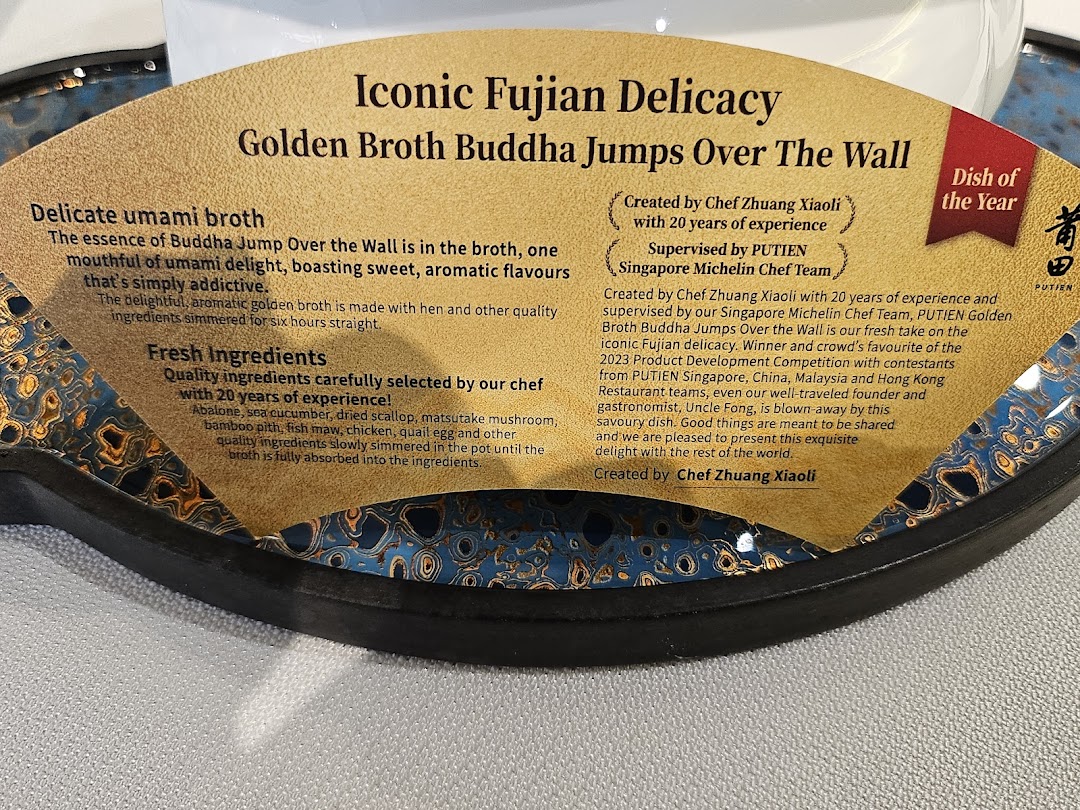 Iconic Fujian Delicacy
Golden Broth Buddha Jumps Over The Wall
Dish of
the Year
莆田
PUTIEN
Delicate umami broth
The essence of Buddha Jump Over the Wall is in the broth, one
mouthful of umami delight, boasting sweet, aromatic flavours
that's simply addictive.
The delightful, aromatic golden broth is made with hen and other quality
ingredients simmered for six hours straight.
Fresh Ingredients
Quality ingredients carefully selected by our chef
with 20 years of experience!
Abalone, sea cucumber, dried scallop, matsutake mushroom,
bamboo pith, fish maw, chicken, quail egg and other
quality ingredients slowly simmered in the pot until the
broth is fully absorbed into the ingredients.
Created by Chef Zhuang Xiaoli
with 20 years of experience
Supervised by PUTIEN
Singapore Michelin Chef Team
Created by Chef Zhuang Xiaoli with 20 years of experience and
supervised by our Singapore Michelin Chef Team, PUTIEN Golden
Broth Buddha Jumps Over the Wall is our fresh take on the
iconic Fujian delicacy. Winner and crowd's favourite of the
2023 Product Development Competition with contestants
from PUTIEN Singapore, China, Malaysia and Hong Kong
Restaurant teams, even our well-traveled founder and
gastronomist, Uncle Fong, is blown-away by this
savoury dish. Good things are meant to be shared
and we are pleased to present this exquisite
delight with the rest of the world.
Created by Chef Zhuang Xiaoli